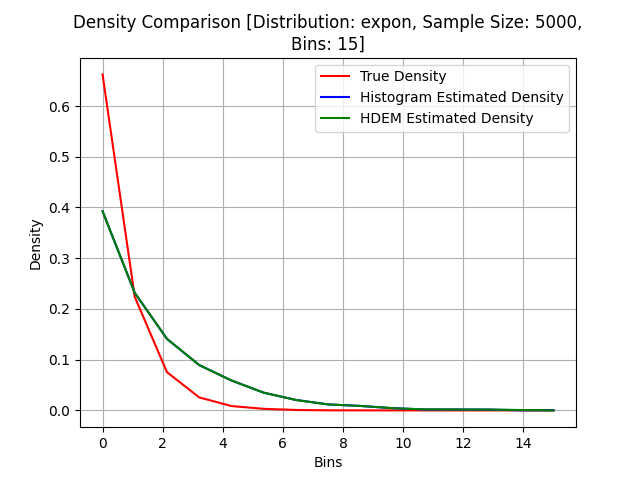 Density Comparison [Distribution: expon, Sample Size: 5000,
Bins: 15]
True Density
Histogram Estimated Density
HDEM Estimated Density
Density
0.6
0.5
0.4
0.3
0.2
0.1
0.0
0 2 4 6 8 10 12 14
Bins